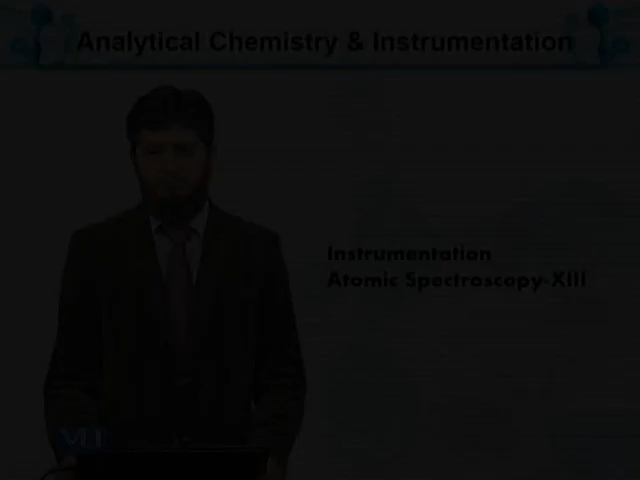 Analytical Chemistry & Instrumentation
Instrumentation
Atomic Spectroscopy-XIII